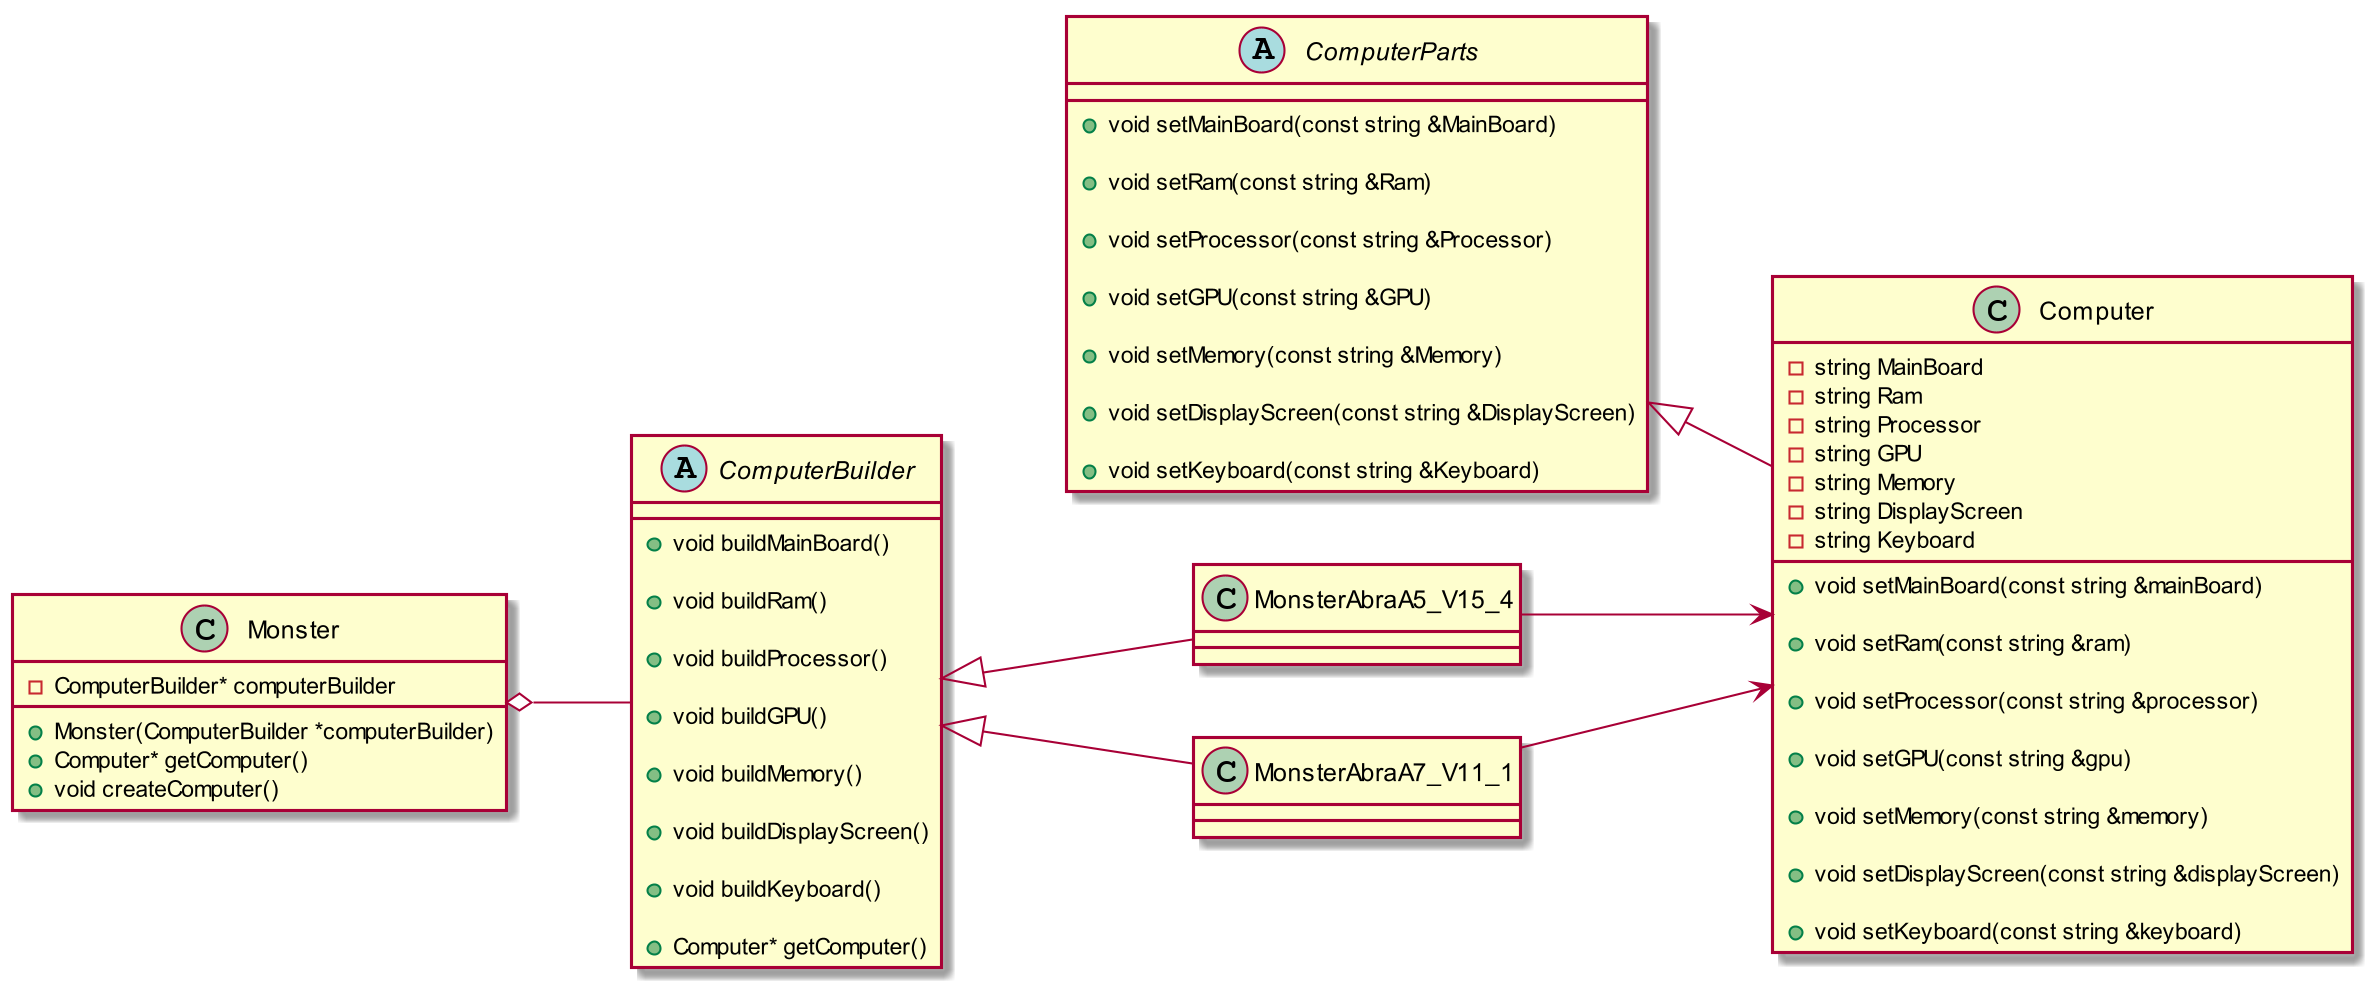 A ComputerParts
void setMainBoard(const string &MainBoard)
void setRam(const string &Ram)
void setProcessor(const string &Processor)
void setGPU(const string &GPU)
void setMemory(const string &Memory)
void setDisplayScreen(const string &DisplayScreen)
void setKeyboard(const string &Keyboard)
C Computer
string MainBoard
string Ram
string Processor
string GPU
string Memory
string DisplayScreen
string Keyboard
void setMainBoard(const string &mainBoard)
void setRam(const string &ram)
void setProcessor(const string &processor)
void setGPU(const string &gpu)
void setMemory(const string &memory)
void setDisplayScreen(const string &displayScreen)
void setKeyboard(const string &keyboard)
A ComputerBuilder
void buildMainBoard()
void buildRam()
void buildProcessor()
void buildGPU()
void buildMemory()
void buildDisplayScreen()
void buildKeyboard()
Computer* getComputer()
C MonsterAbraA5_V15_4
C MonsterAbraA7_V11_1
C Monster
ComputerBuilder* computerBuilder
Monster(ComputerBuilder *computerBuilder)
Computer* getComputer()
void createComputer()